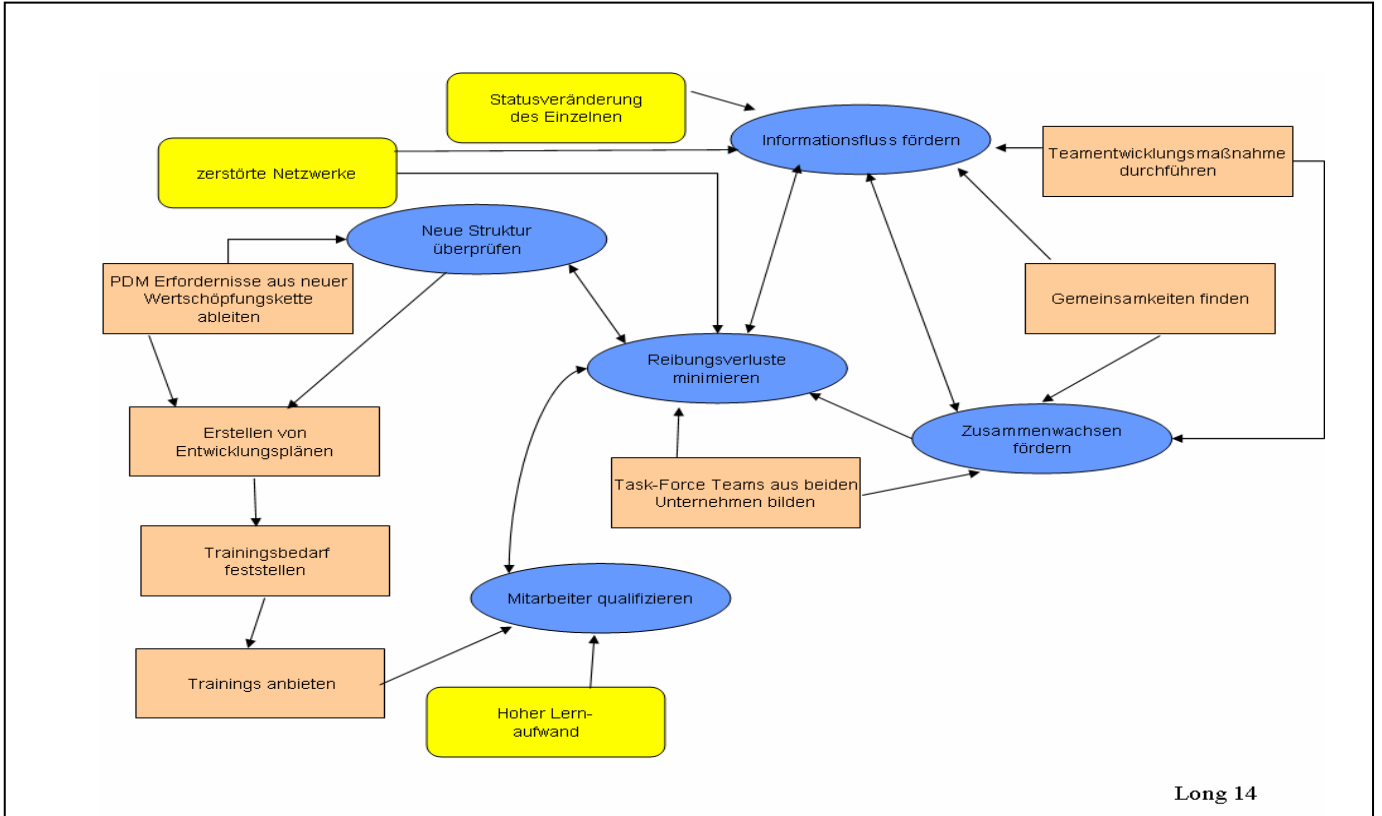 Statusveränderung
des Einzelnen
Informationsfluss fördern
Teamentwicklungsmaßnahme
durchführen
zerstörte Netzwerke
Neue Struktur
überprüfen
PDM Erfordernisse aus neuer
Wertschöpfungskette
ableiten
Gemeinsamkeiten finden
Reibungsverluste
minimieren
Erstellen von
Entwicklungsplänen
Zusammenwachsen
fördern
Task-Force Teams aus beiden
Unternehmen bilden
Trainingsbedarf
feststellen
Mitarbeiter qualifizieren
Trainings anbieten
Hoher Lern-
aufwand
Long 14